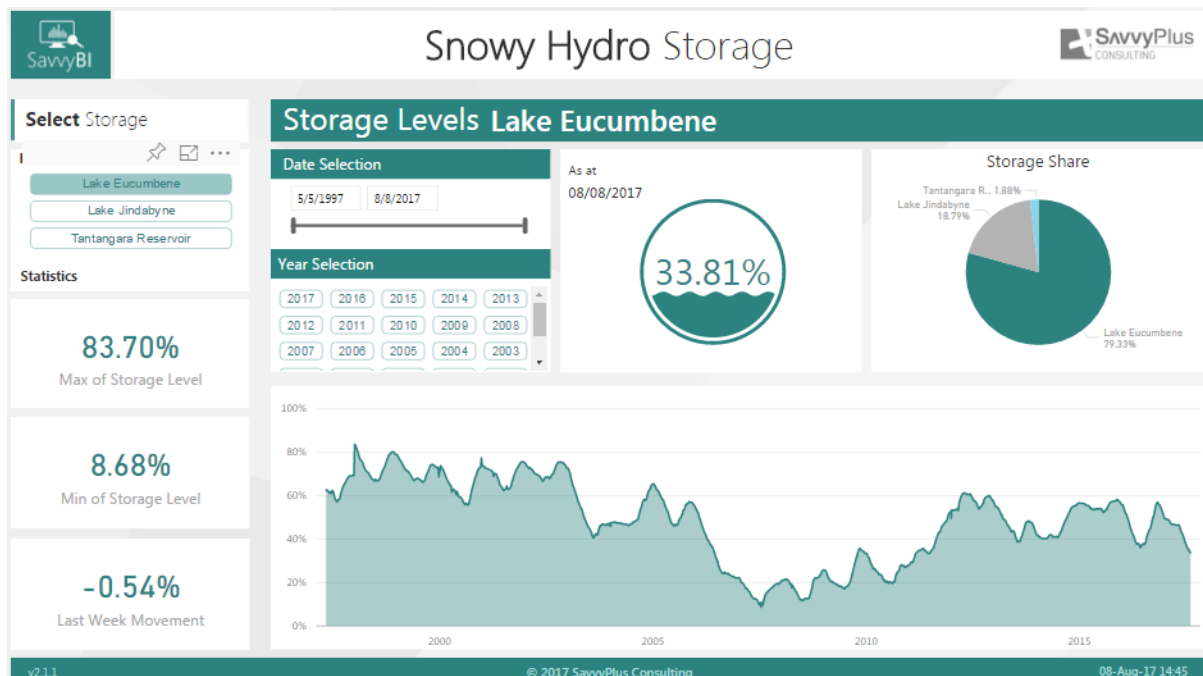 SavvyBI
Snowy Hydro Storage
SavvyPlus
CONSULTING
Select Storage
Lake Eucumbene
Lake Jindabyne
Tantangara Reservoir
Statistics
83.70%
Max of Storage Level
8.68%
Min of Storage Level
-0.54%
Last Week Movement
Storage Levels Lake Eucumbene
Date Selection
5/5/1997 8/8/2017
Year Selection
2017 2016 2015 2014 2013
2012 2011 2010 2009 2008
2007 2006 2005 2004 2003
As at
08/08/2017
33.81%
Storage Share
Tantangara R... 1.88%
Lake Jindabyne
18.79%
Lake Eucumbene
79.33%
100%
80%
60%
40%
20%
0%
2000 2005 2010 2015
v2.1.1
© 2017 SavvyPlus Consulting
08-Aug-17 14:45